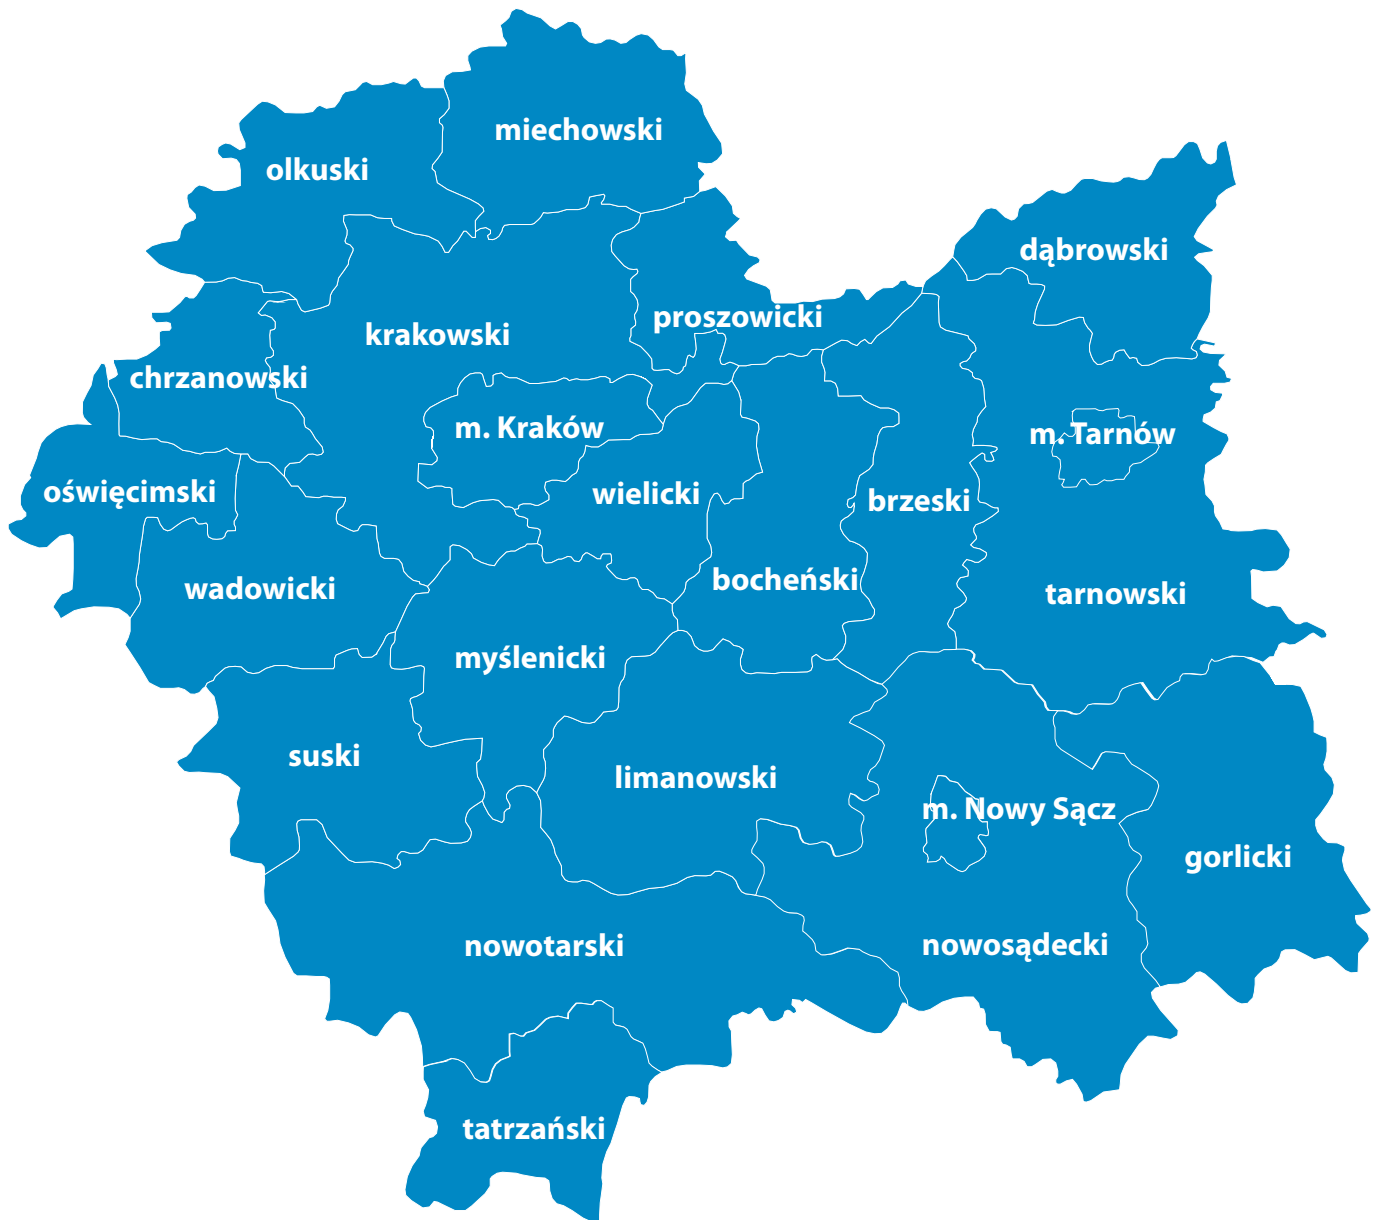 miechowski
olkuski
dąbrowski
proszowicki
krakowski
chrzanowski
m. Kraków
m. Tarnów
oświęcimski
wielicki
brzeski
wadowicki
bocheński
tarnowski
myślenicki
suski
limanowski
m. Nowy Sącz
gorlicki
nowotarski
nowosądecki
tatrzański